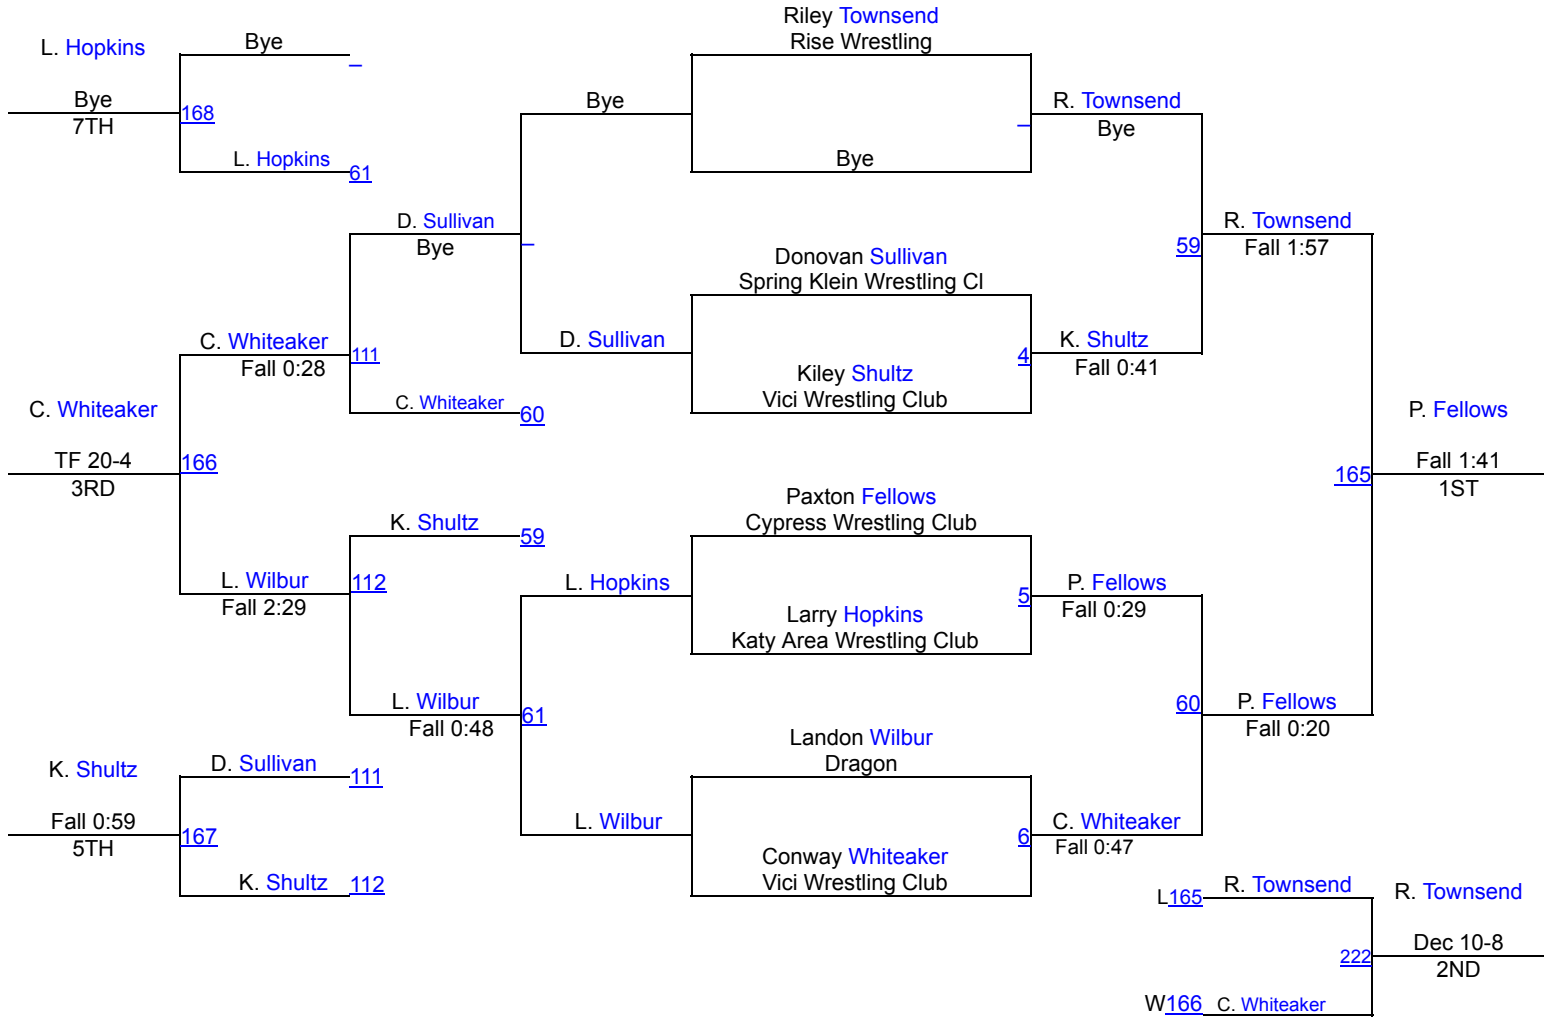 Riley Townsend
Rise Wrestling
L. Hopkins
Bye
_
Bye
7TH
168
Bye
R. Townsend
_
Bye
Bye
L. Hopkins
61
D. Sullivan
Bye
_
R. Townsend
Fall 1:57
59
Donovan Sullivan
Spring Klein Wrestling Cl
C. Whiteaker
Fall 0:28
111
D. Sullivan
K. Shultz
Fall 0:41
4
Kiley Shultz
Vici Wrestling Club
C. Whiteaker
60
C. Whiteaker
TF 20-4
3RD
166
P. Fellows
Fall 1:41
1ST
165
Paxton Fellows
Cypress Wrestling Club
K. Shultz
59
L. Wilbur
Fall 2:29
112
L. Hopkins
P. Fellows
Fall 0:29
5
Larry Hopkins
Katy Area Wrestling Club
L. Wilbur
Fall 0:48
61
60
P. Fellows
Fall 0:20
Landon Wilbur
Dragon
K. Shultz
D. Sullivan
111
Fall 0:59
5TH
167
L. Wilbur
C. Whiteaker
Fall 0:47
6
Conway Whiteaker
Vici Wrestling Club
K. Shultz
112
L165
R. Townsend
R. Townsend
Dec 10-8
2ND
222
W166
C. Whiteaker